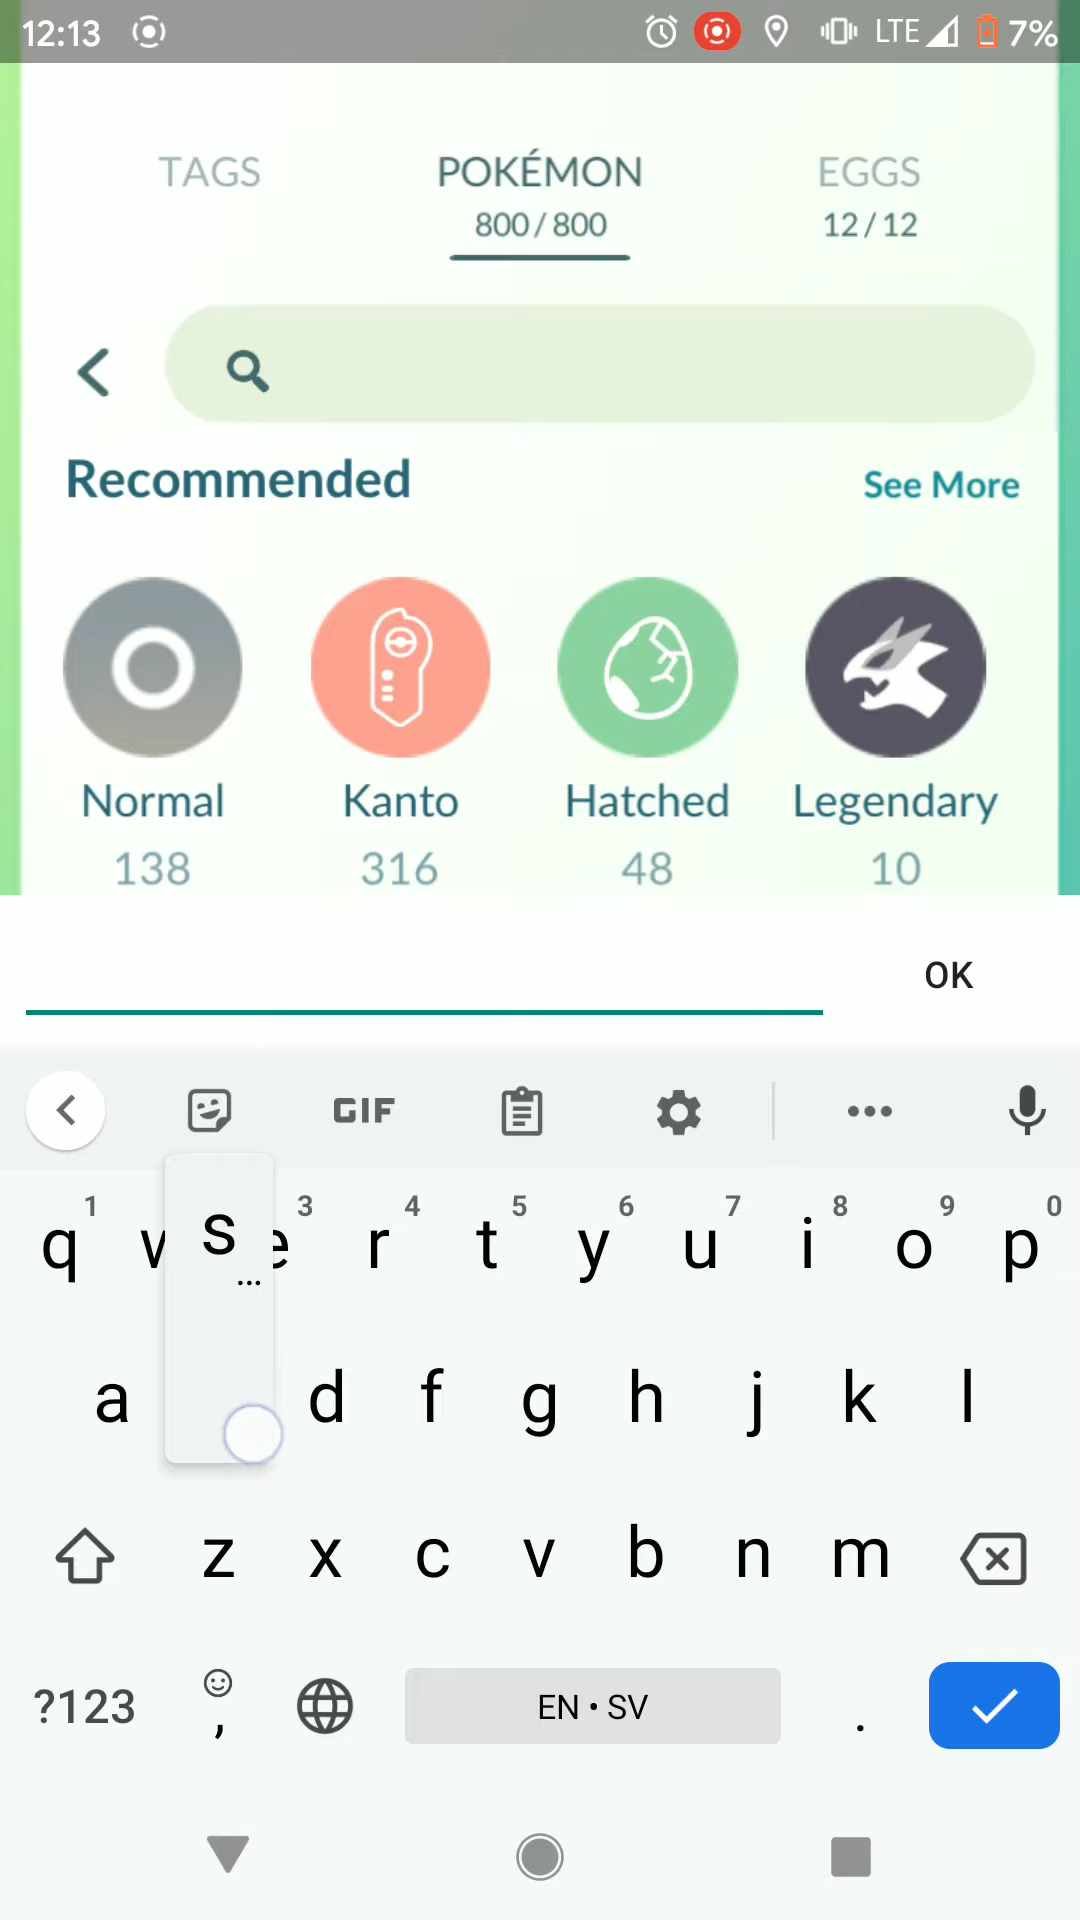 12:13 LTE 7%
TAGS POKÉMON EGGS
800/800 12/12
Recommended See More
Normal Kanto Hatched Legendary
138 316 48 10
OK
GIF
1 3 4 5 6 7 8 9 0
q w s e r t y u i o p
...
a d f g h j k l
z x c v b n m
?123 , EN • SV .